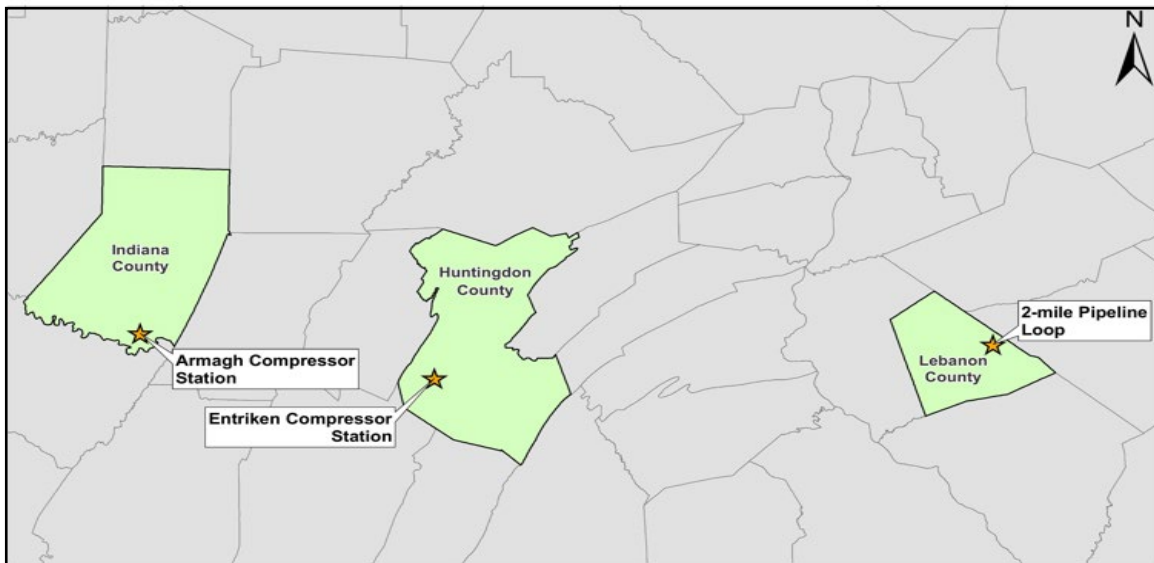 N
Indiana
County
Huntingdon
County
2-mile Pipeline
Loop
Armagh Compressor
Station
Lebanon
County
Entriken Compressor
Station